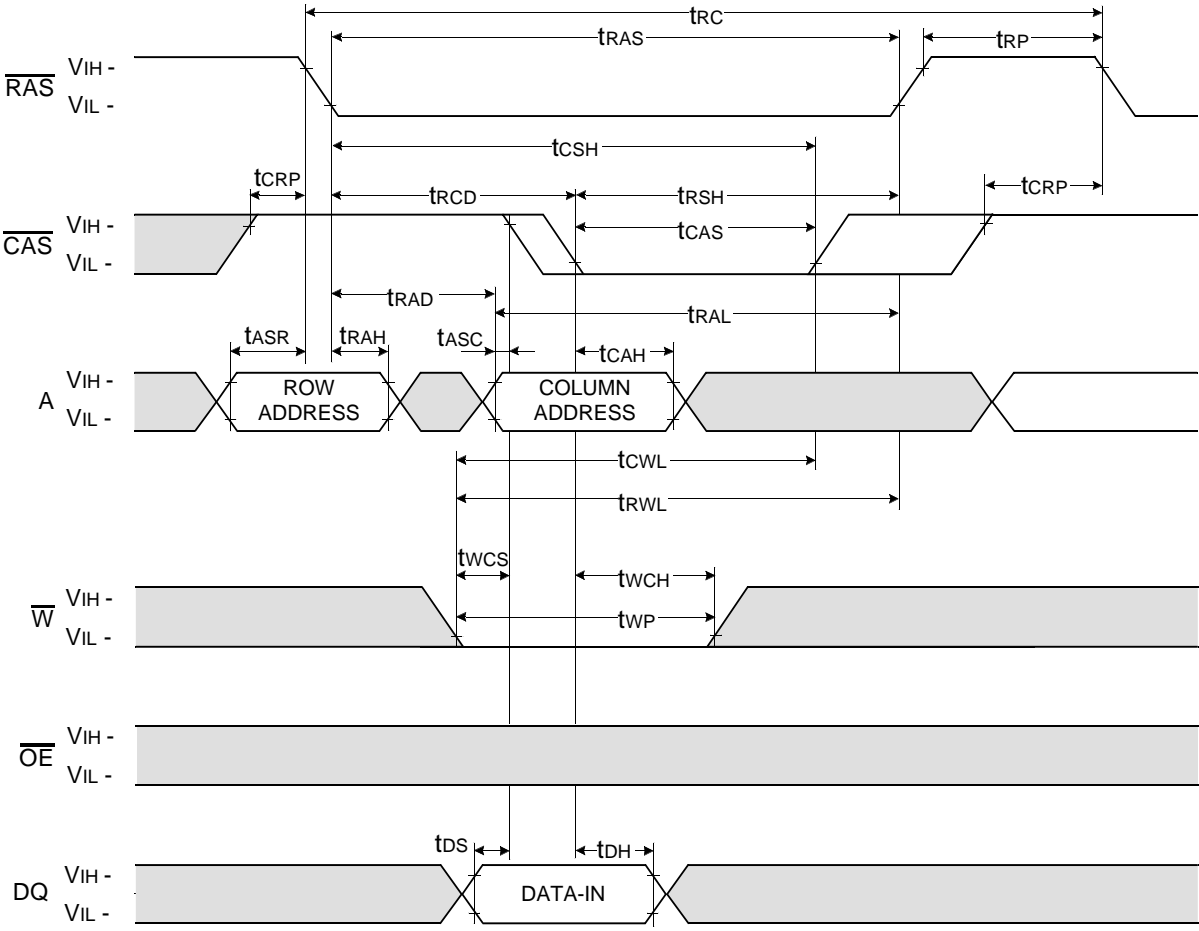 tRC
tRAS
tRP
RAS
VIH -
VIL -
tCSH
tCRP
tRCD
tRSH
tCRP
CAS
VIH -
VIL -
tCAS
tRAD
tRAL
tASR
tRAH
tASC
tCAH
A
VIH -
VIL -
ROW
ADDRESS
COLUMN
ADDRESS
tCWL
tRWL
tWCS
tWCH
W
VIH -
VIL -
tWP
OE
VIH -
VIL -
tDS
tDH
DQ
VIH -
VIL -
DATA-IN